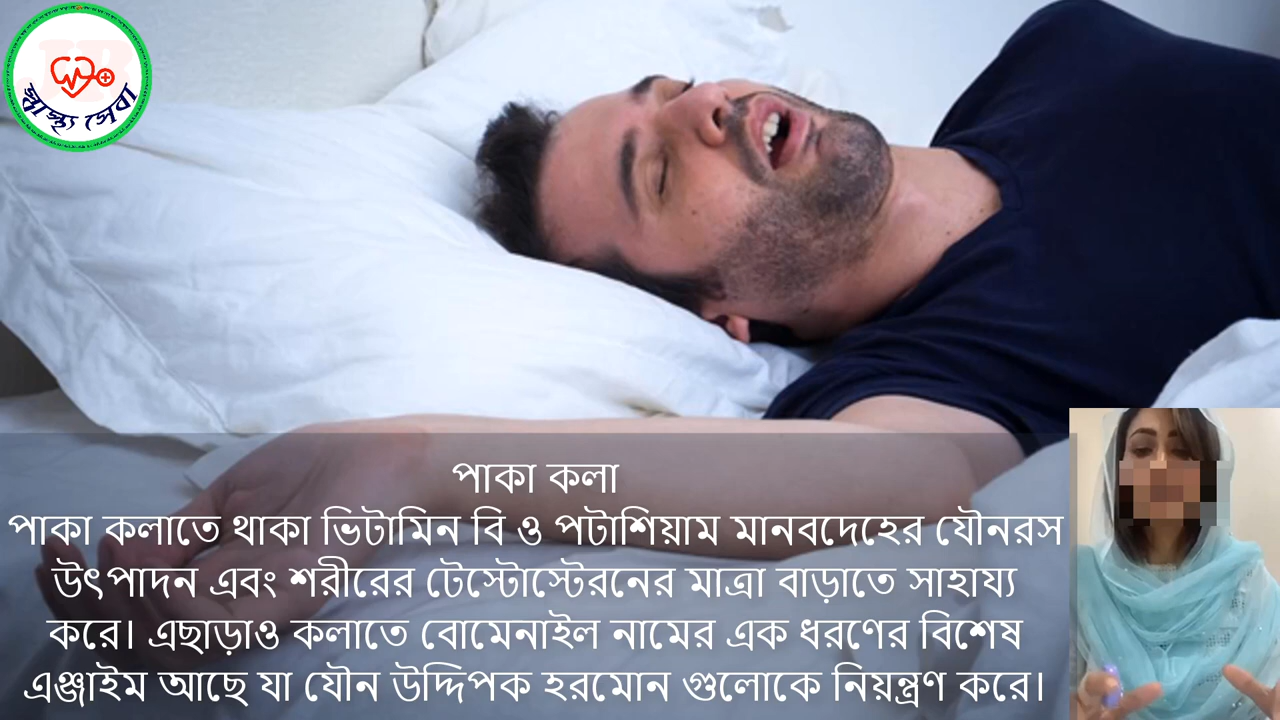 স্বাস্থ্য সেবা
পাকা কলা
পাকা কলাতে থাকা ভিটামিন বি ও পটাশিয়াম মানবদেহের যৌনরস
উৎপাদন এবং শরীরের টেস্টোস্টেরনের মাত্রা বাড়াতে সাহায্য
করে। এছাড়াও কলাতে বোমেনাইল নামের এক ধরণের বিশেষ
এঞ্জাইম আছে যা যৌন উদ্দিপক হরমোন গুলোকে নিয়ন্ত্রণ করে।